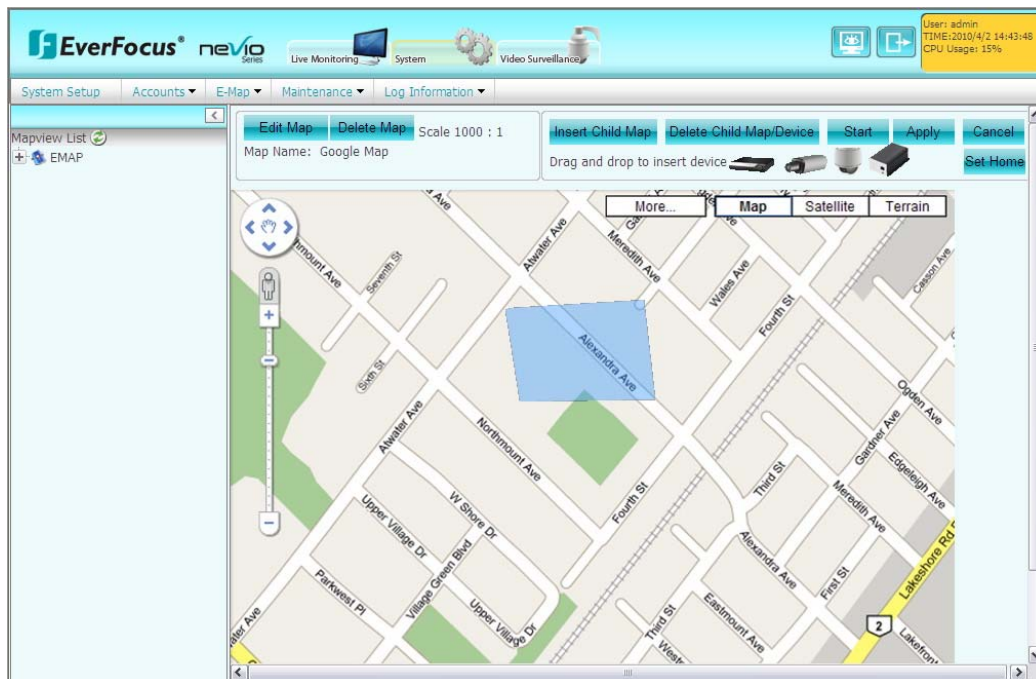 EverFocus® nevio Series
Live Monitoring System Video Surveillance
User: admin
TIME:2010/4/2 14:43:48
CPU Usage: 15%
System Setup Accounts E-Map Maintenance Log Information
Mapview List
EMAP
Edit Map Delete Map Scale 1000 : 1
Map Name: Google Map
Insert Child Map Delete Child Map/Device Start Apply Cancel
Drag and drop to insert device
Set Home
More... Map Satellite Terrain
Atwater Ave
Meredith Ave
Wales Ave
Casson Ave
Seventh St
Fourth St
Sixth St
Alexandra Ave
Ogden Ave
Atwater Ave
Northmount Ave
Gardner Ave
Edgeleigh Ave
Third St
Meredith Ave
W Shore Dr
Fourth St
Upper Village Dr
Alexandra Ave
Lakeshore Rd
Village Green Blvd
First St
Parkwest Pl
Upper Village Dr
Eastmount Ave
Third St
2